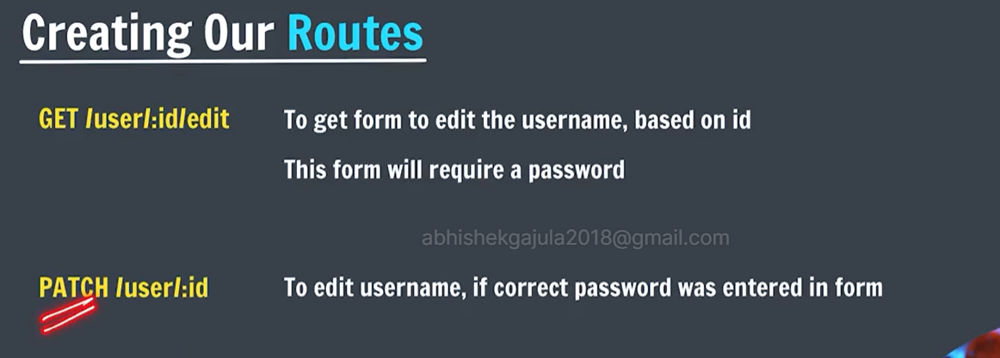 Creating Our Routes
GET /user/:id/edit To get form to edit the username, based on id
This form will require a password
abhishekgajula2018@gmail.com
PATCH /user/:id To edit username, if correct password was entered in form